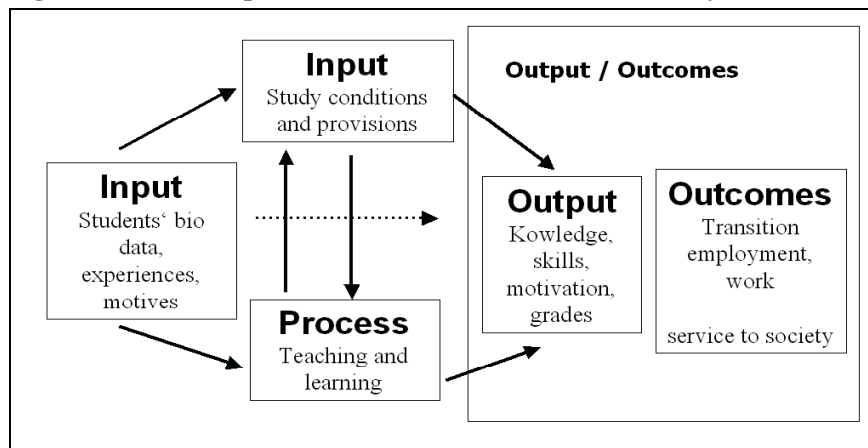 Input
Study conditions
and provisions
Output / Outcomes
Input
Students‘ bio
data,
experiences,
motives
Process
Teaching and
learning
Output
Kowledge,
skills,
motivation,
grades
Outcomes
Transition
employment,
work
service to society